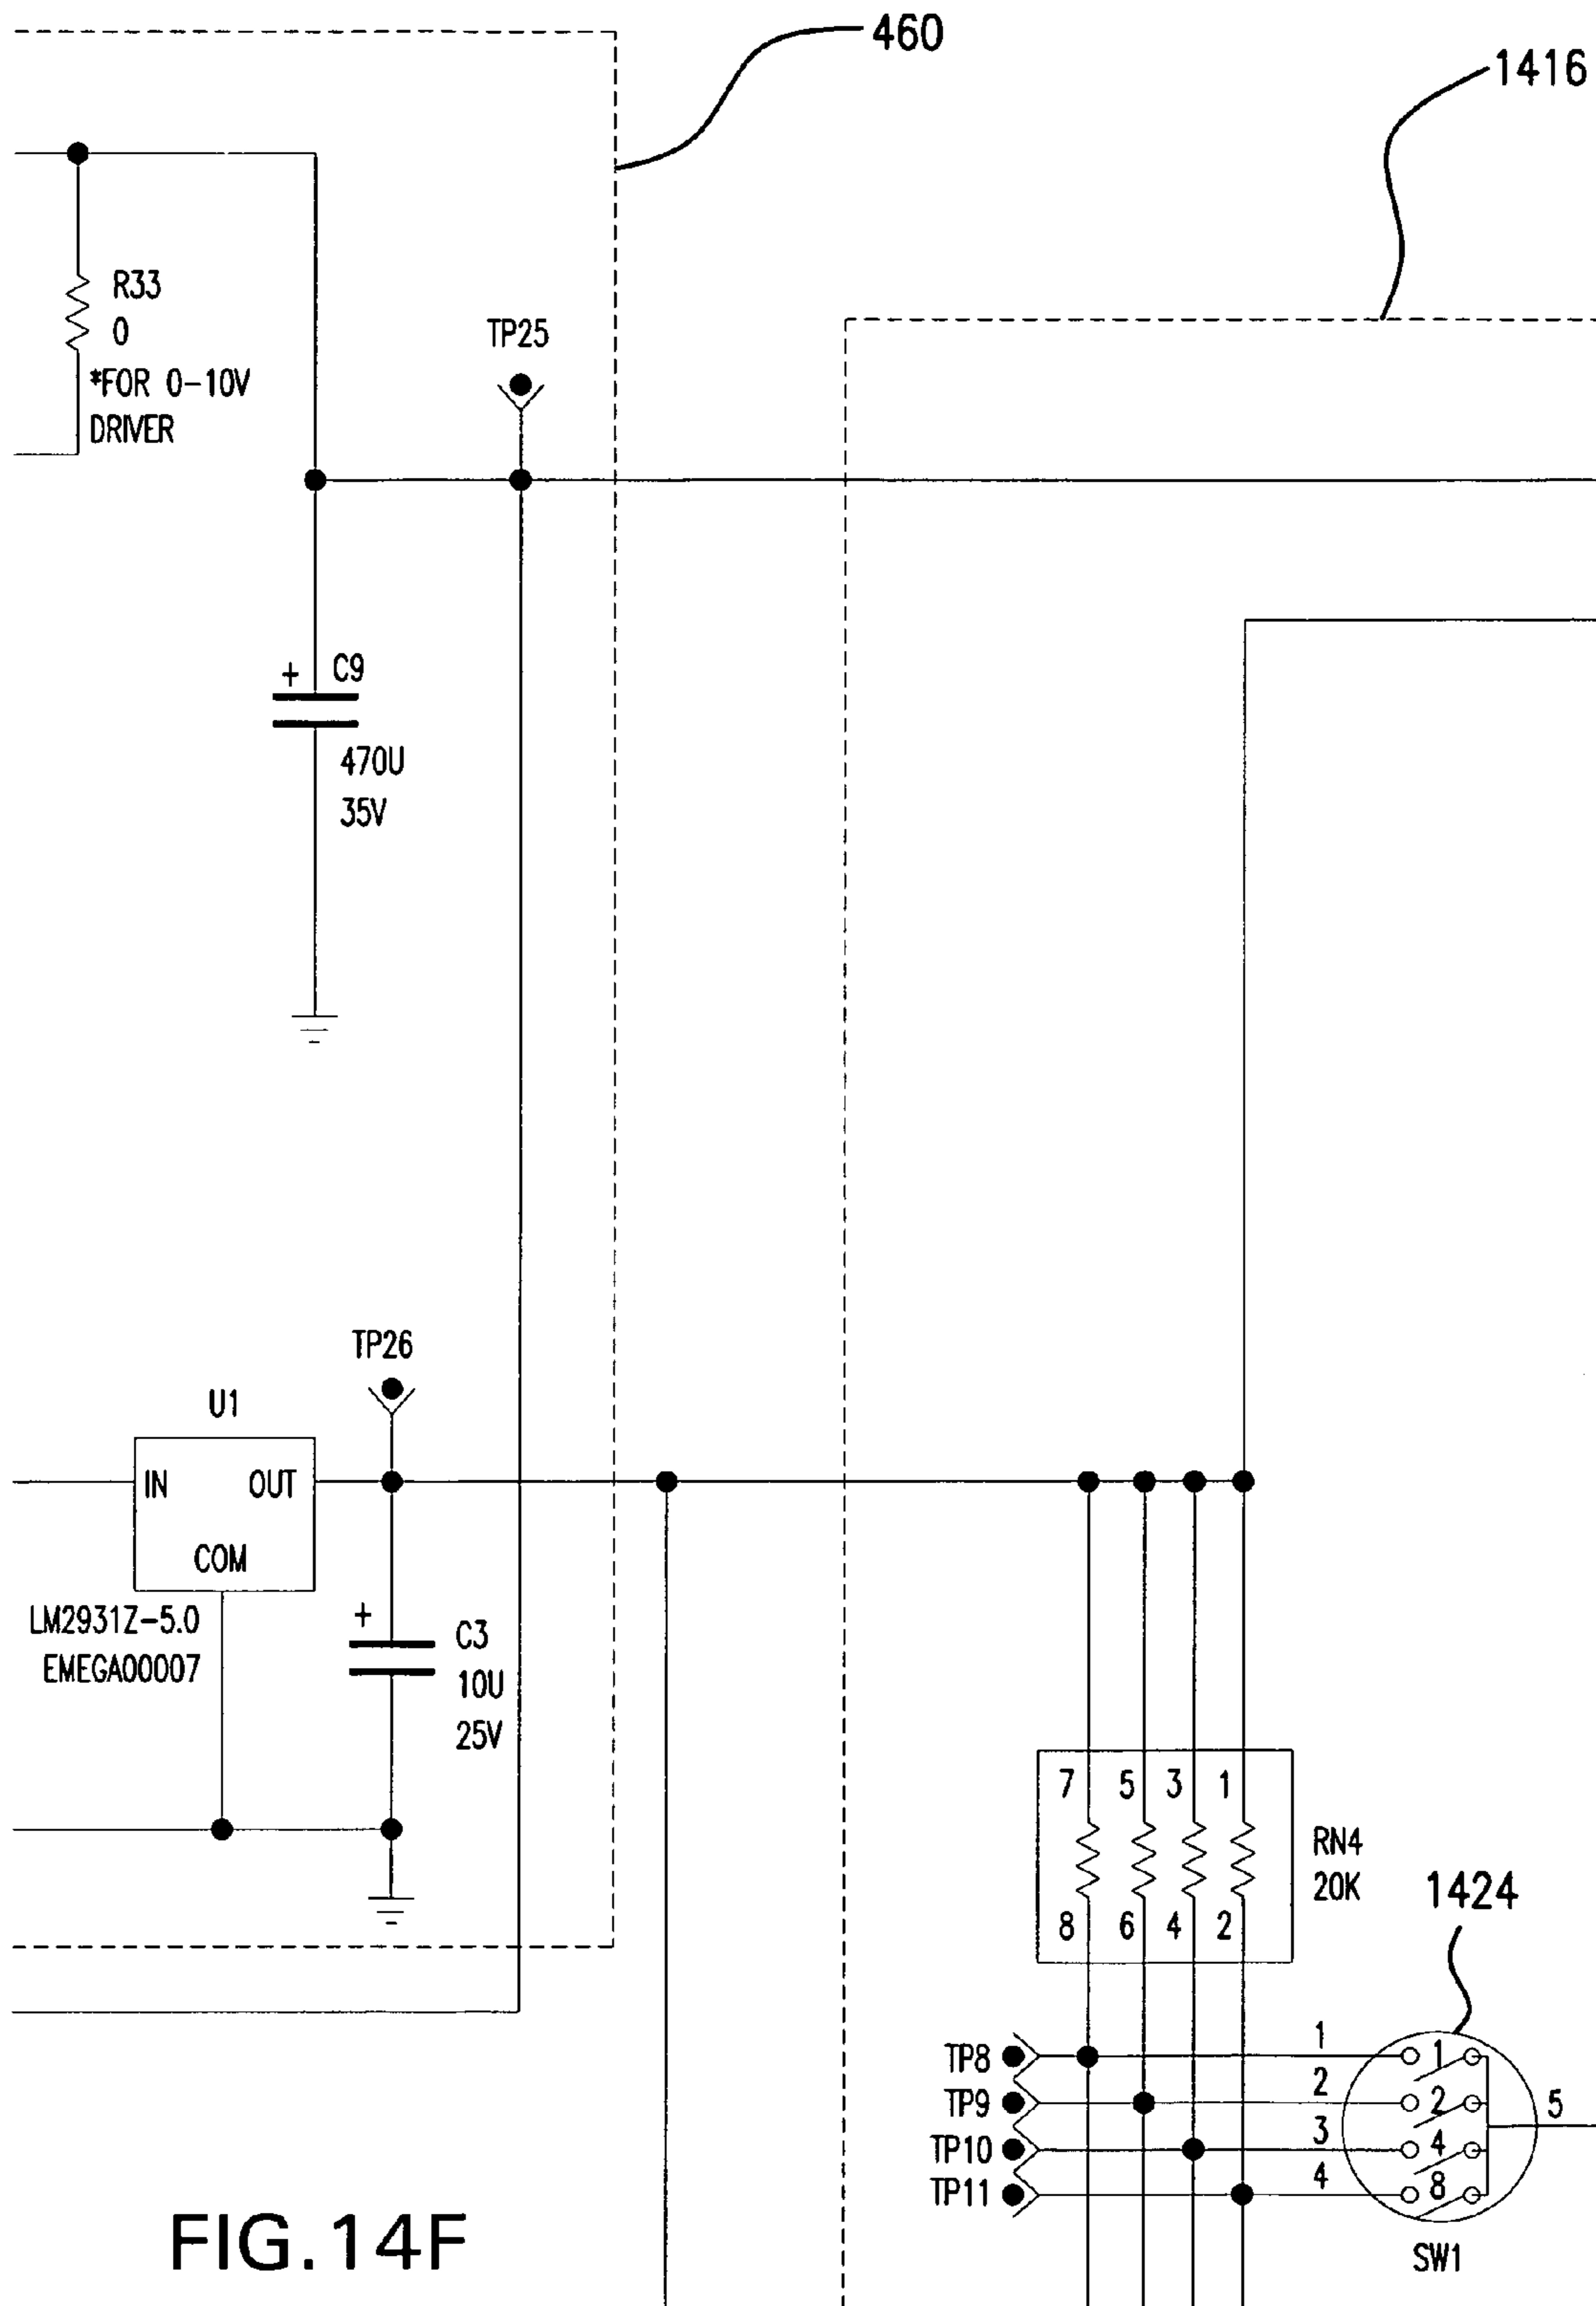 460
1416
R33
0
*FOR 0-10V
DRIVER
TP25
+ C9
470U
35V
TP26
U1
IN OUT
COM
LM2931Z-5.0
EMEGA00007
+
C3
10U
25V
7 5 3 1
8 6 4 2
RN4
20K
1424
TP8 1 1
TP9 2 2
TP10 3 4
TP11 4 8
5
SW1
FIG.14F